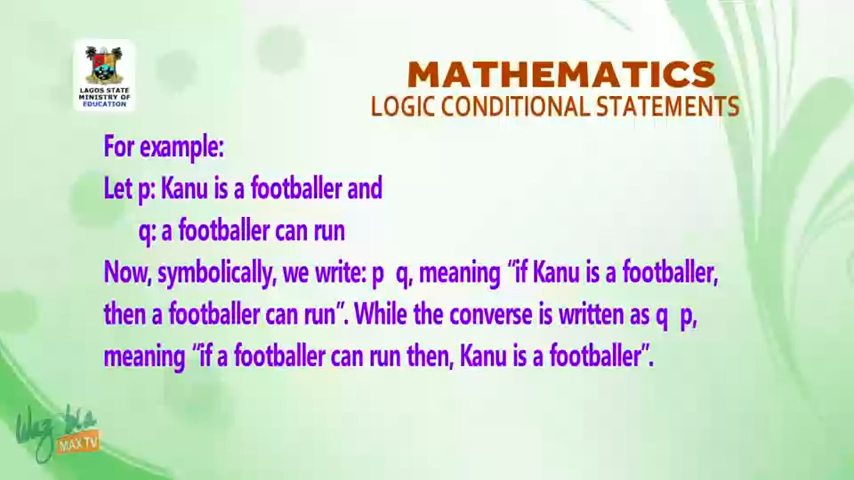 LAGOS STATE
MINISTRY OF
EDUCATION
MATHEMATICS
LOGIC CONDITIONAL STATEMENTS
For example:
Let p: Kanu is a footballer and
q: a footballer can run
Now, symbolically, we write: p q, meaning “if Kanu is a footballer,
then a footballer can run”. While the converse is written as q p,
meaning “if a footballer can run then, Kanu is a footballer”.
MAX TV